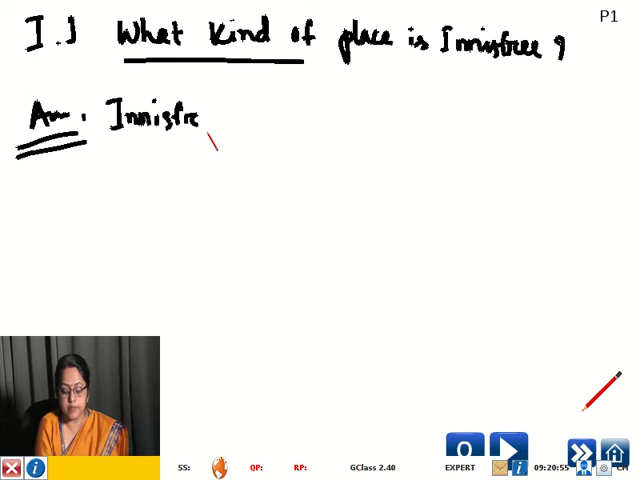 P1
I.1 What Kind of place is Innisfree ?
Ans. Innisfre
SS: QP: RP: GClass 2.40 EXPERT 09:20:55